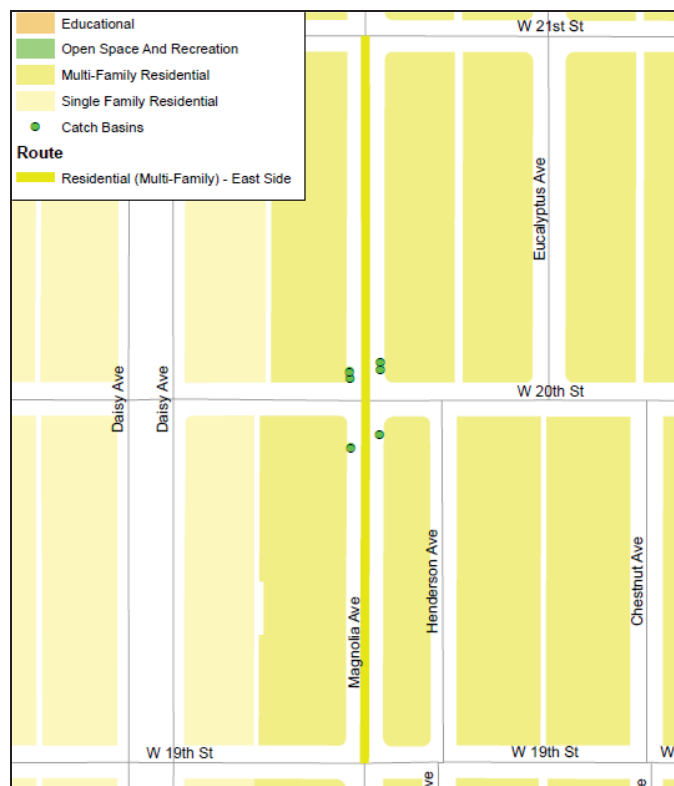 Educational
Open Space And Recreation
Multi-Family Residential
Single Family Residential
Catch Basins
Route
Residential (Multi-Family) - East Side
W 21st St
Eucalyptus Ave
Daisy Ave
Daisy Ave
W 20th St
Magnolia Ave
Henderson Ave
Chestnut Ave
W 19th St
W 19th St
W
ve
e